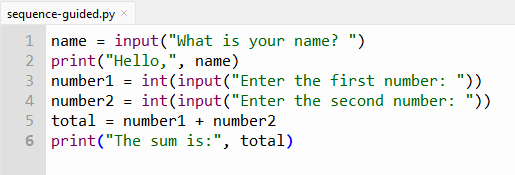 sequence-guided.py ×
1 name = input("What is your name? ")
2 print("Hello,", name)
3 number1 = int(input("Enter the first number: "))
4 number2 = int(input("Enter the second number: "))
5 total = number1 + number2
6 print("The sum is:", total)